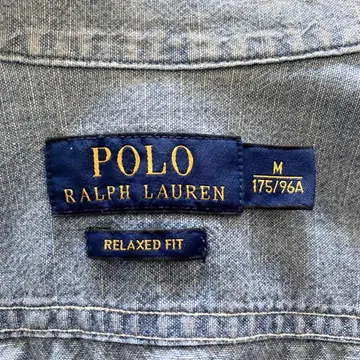 POLO
RALPH LAUREN
M
175/96A
RELAXED FIT